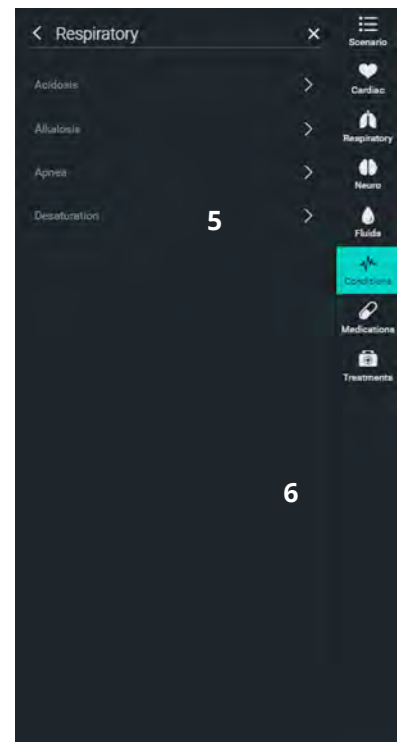 Respiratory
Acidosis
Alkalosis
Apnea
Desaturation
5
6
Scenario
Cardiac
Respiratory
Neuro
Fluids
Conditions
Medications
Treatments